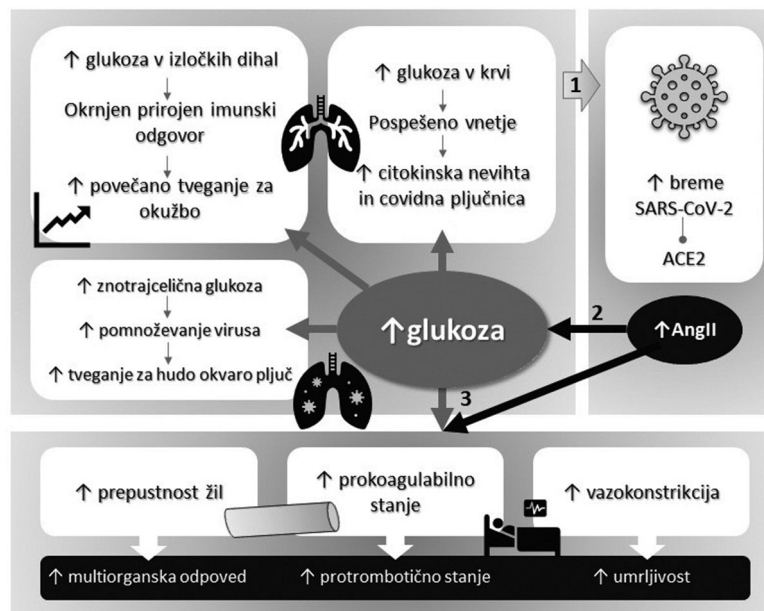 ↑ glukoza v izločkih dihal
Okrnjen prirojen imunski
odgovor
↑ povečano tveganje za
okužbo
↑ glukoza v krvi
Pospešeno vnetje
↑ citokinska nevihta
in covidna pljučnica
1
↑ breme
SARS-CoV-2
ACE2
↑ znotrajcelična glukoza
↑ pomnoževanje virusa
↑ tveganje za hudo okvaro pljuč
↑glukoza
2
↑ AngII
3
↑ prepustnost žil
↑ prokoagulabilno
stanje
↑ vazokonstrikcija
↑ multiorganska odpoved
↑ protrombotično stanje
↑ umrljivost